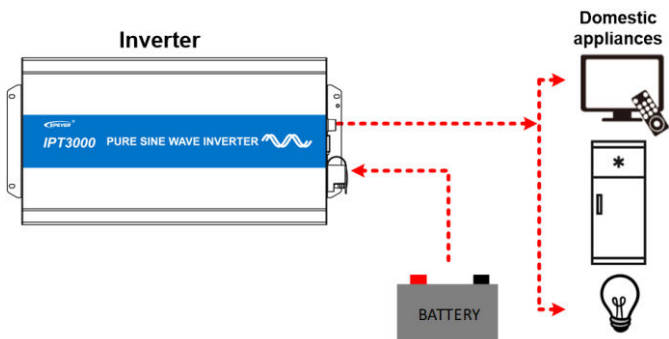 Inverter
Domestic
appliances
EPEVER®
IPT3000 PURE SINE WAVE INVERTER
BATTERY